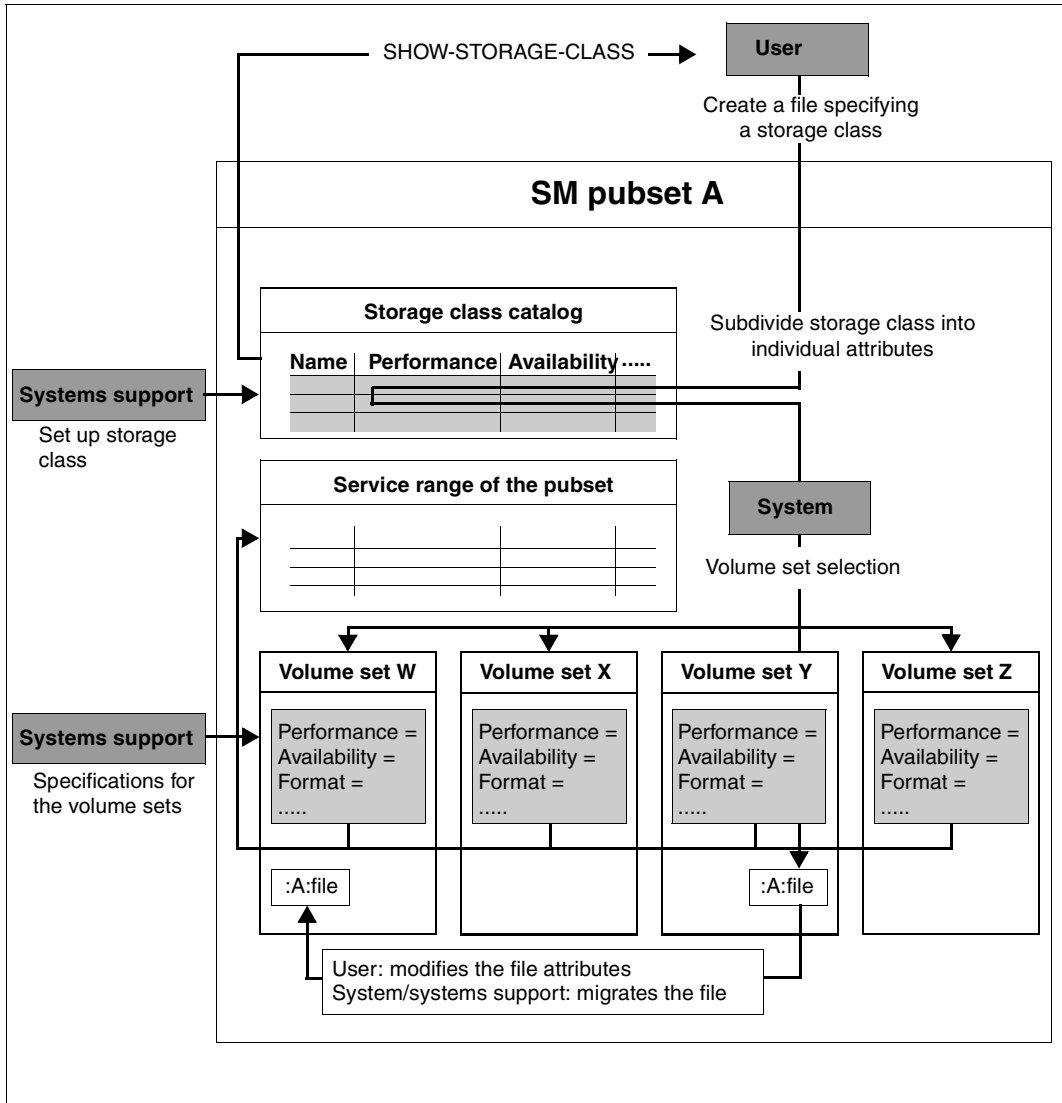 SHOW-STORAGE-CLASS
User
Create a file specifying
a storage class
SM pubset A
Storage class catalog
Name Performance Availability .....
Subdivide storage class into
individual attributes
Systems support
Set up storage
class
Service range of the pubset
System
Volume set selection
Volume set W
Volume set X
Volume set Y
Volume set Z
Systems support
Specifications for
the volume sets
Performance =
Availability =
Format =
.....
Performance =
Availability =
Format =
.....
Performance =
Availability =
Format =
.....
Performance =
Availability =
Format =
.....
:A:file
:A:file
User: modifies the file attributes
System/systems support: migrates the file